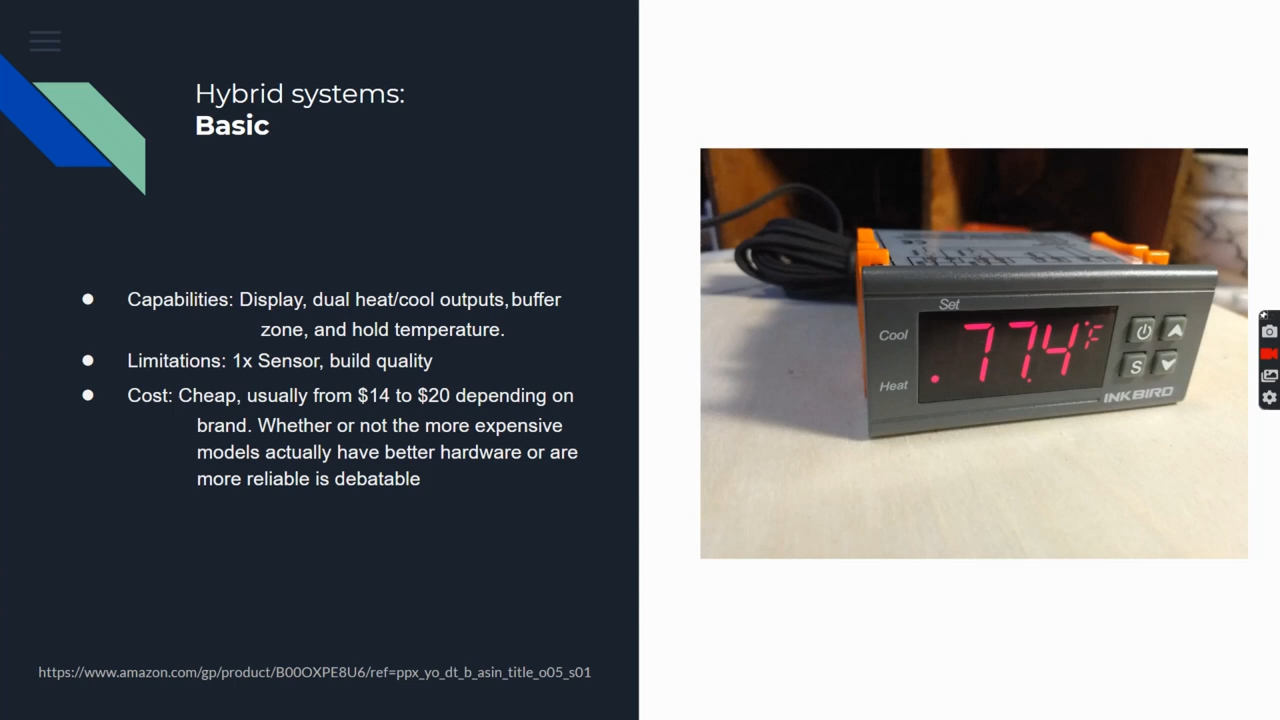 Hybrid systems:
Basic
● Capabilities: Display, dual heat/cool outputs, buffer
zone, and hold temperature.
● Limitations: 1x Sensor, build quality
● Cost: Cheap, usually from $14 to $20 depending on
brand. Whether or not the more expensive
models actually have better hardware or are
more reliable is debatable
https://www.amazon.com/gp/product/B00OXPE8U6/ref=ppx_yo_dt_b_asin_title_o05_s01
Set
Cool
.77.4°F
Heat
S
INKBIRD